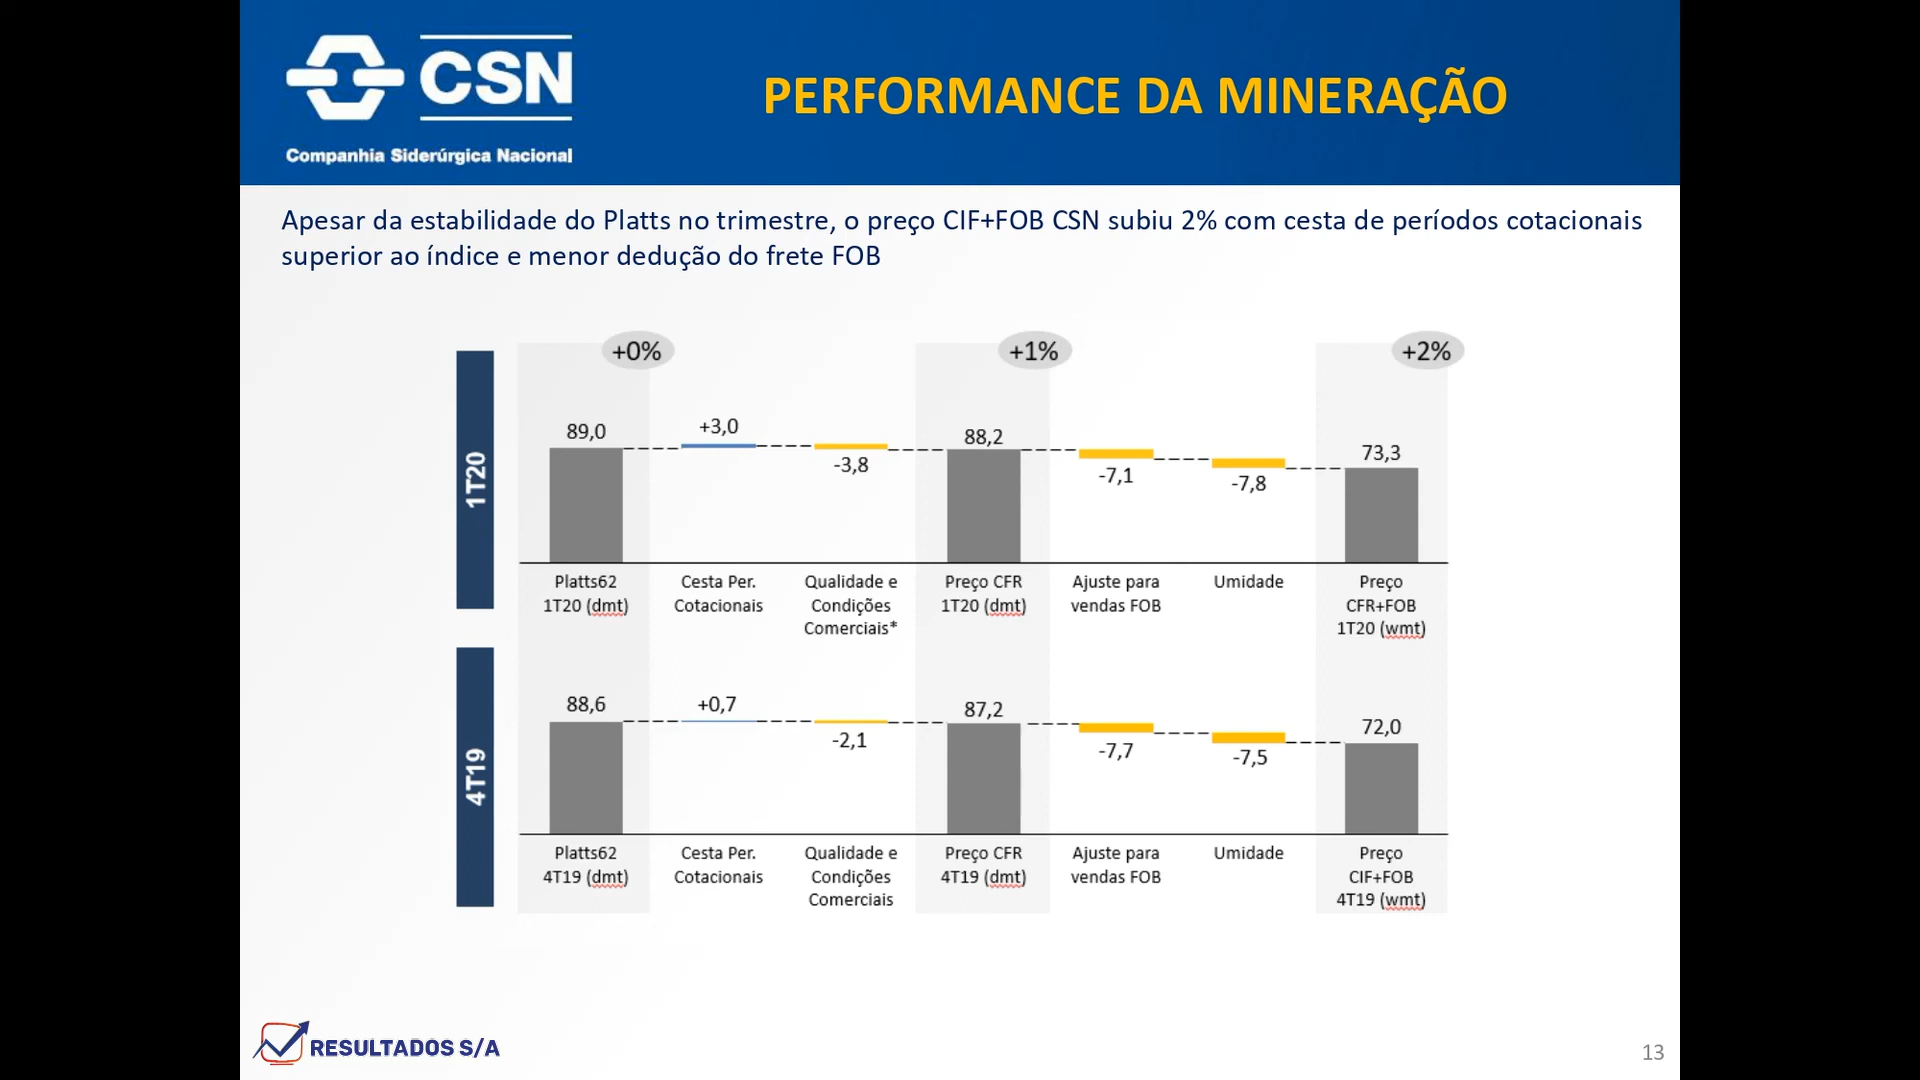 CSN
Companhia Siderúrgica Nacional
PERFORMANCE DA MINERAÇÃO
Apesar da estabilidade do Platts no trimestre, o preço CIF+FOB CSN subiu 2% com cesta de períodos cotacionais
superior ao índice e menor dedução do frete FOB
1T20
+0%
+1%
+2%
89,0
+3,0
-3,8
88,2
-7,1
-7,8
73,3
Platts62
1T20 (dmt)
Cesta Per.
Cotacionais
Qualidade e
Condições
Comerciais*
Preço CFR
1T20 (dmt)
Ajuste para
vendas FOB
Umidade
Preço
CFR+FOB
1T20 (wmt)
4T19
88,6
+0,7
-2,1
87,2
-7,7
-7,5
72,0
Platts62
4T19 (dmt)
Cesta Per.
Cotacionais
Qualidade e
Condições
Comerciais
Preço CFR
4T19 (dmt)
Ajuste para
vendas FOB
Umidade
Preço
CIF+FOB
4T19 (wmt)
RESULTADOS S/A
13